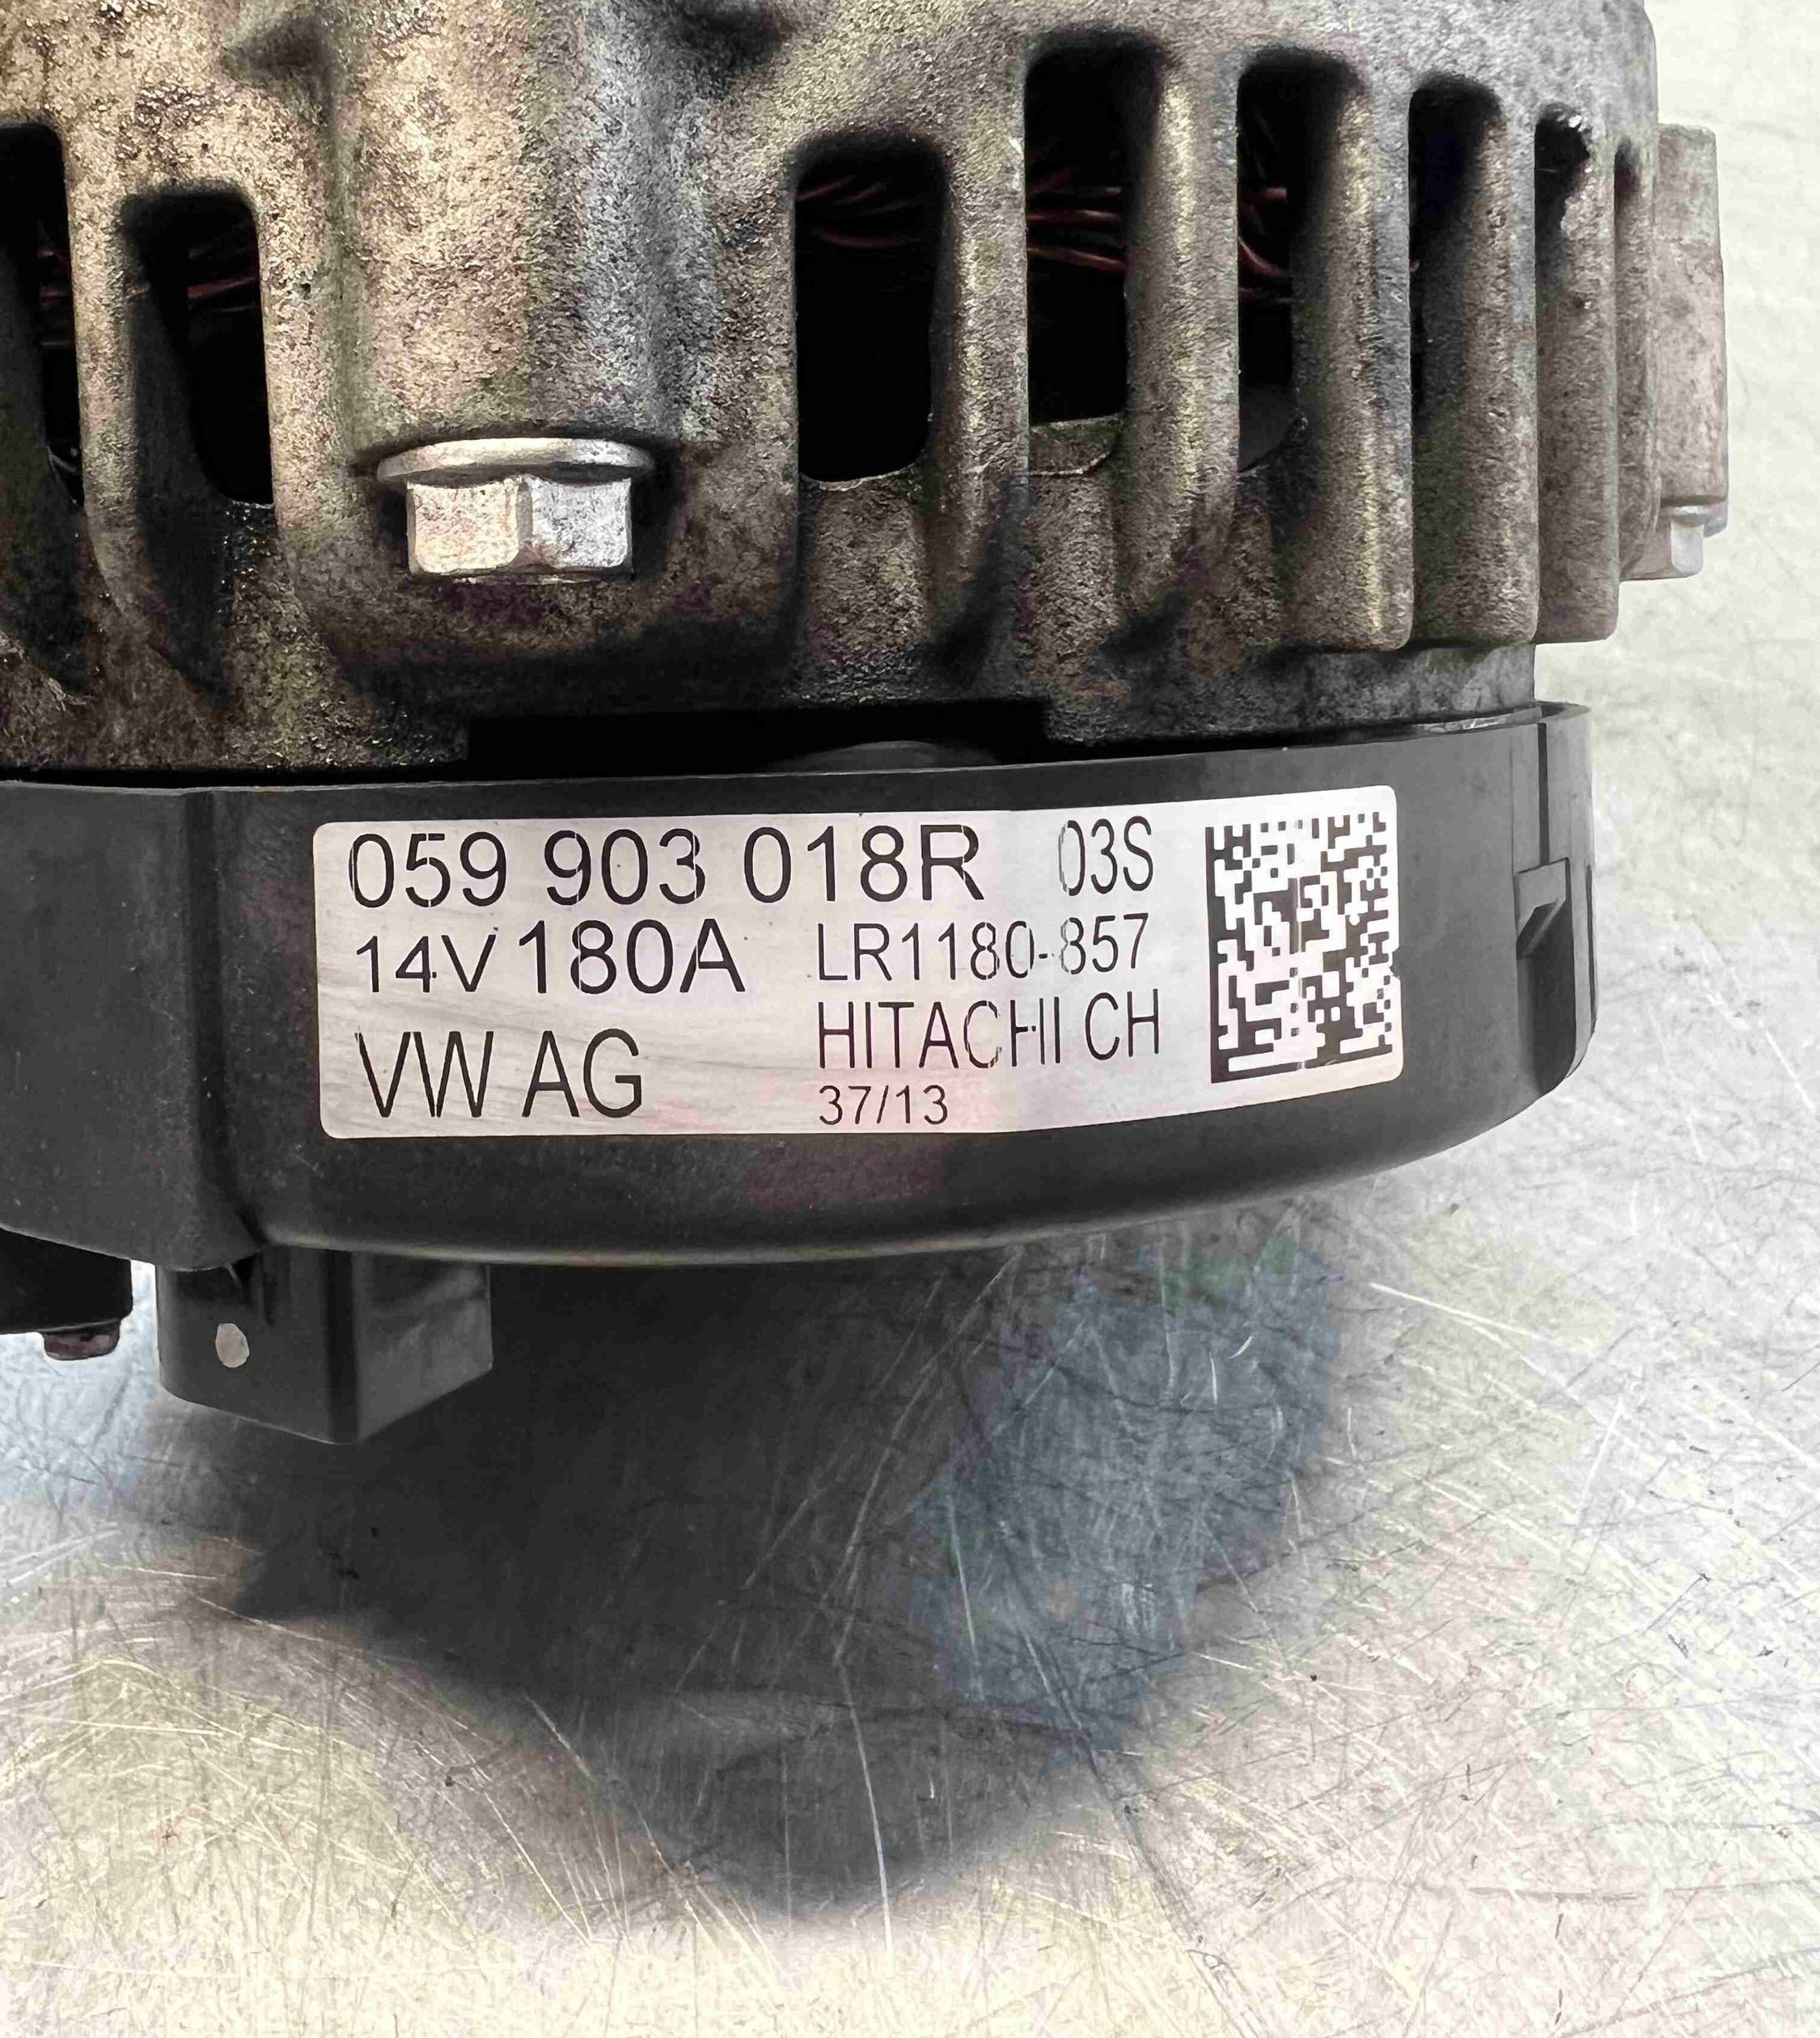 059 903 018R 03S
14V 180A LR1180-857
VW AG HITACHI CH
37/13